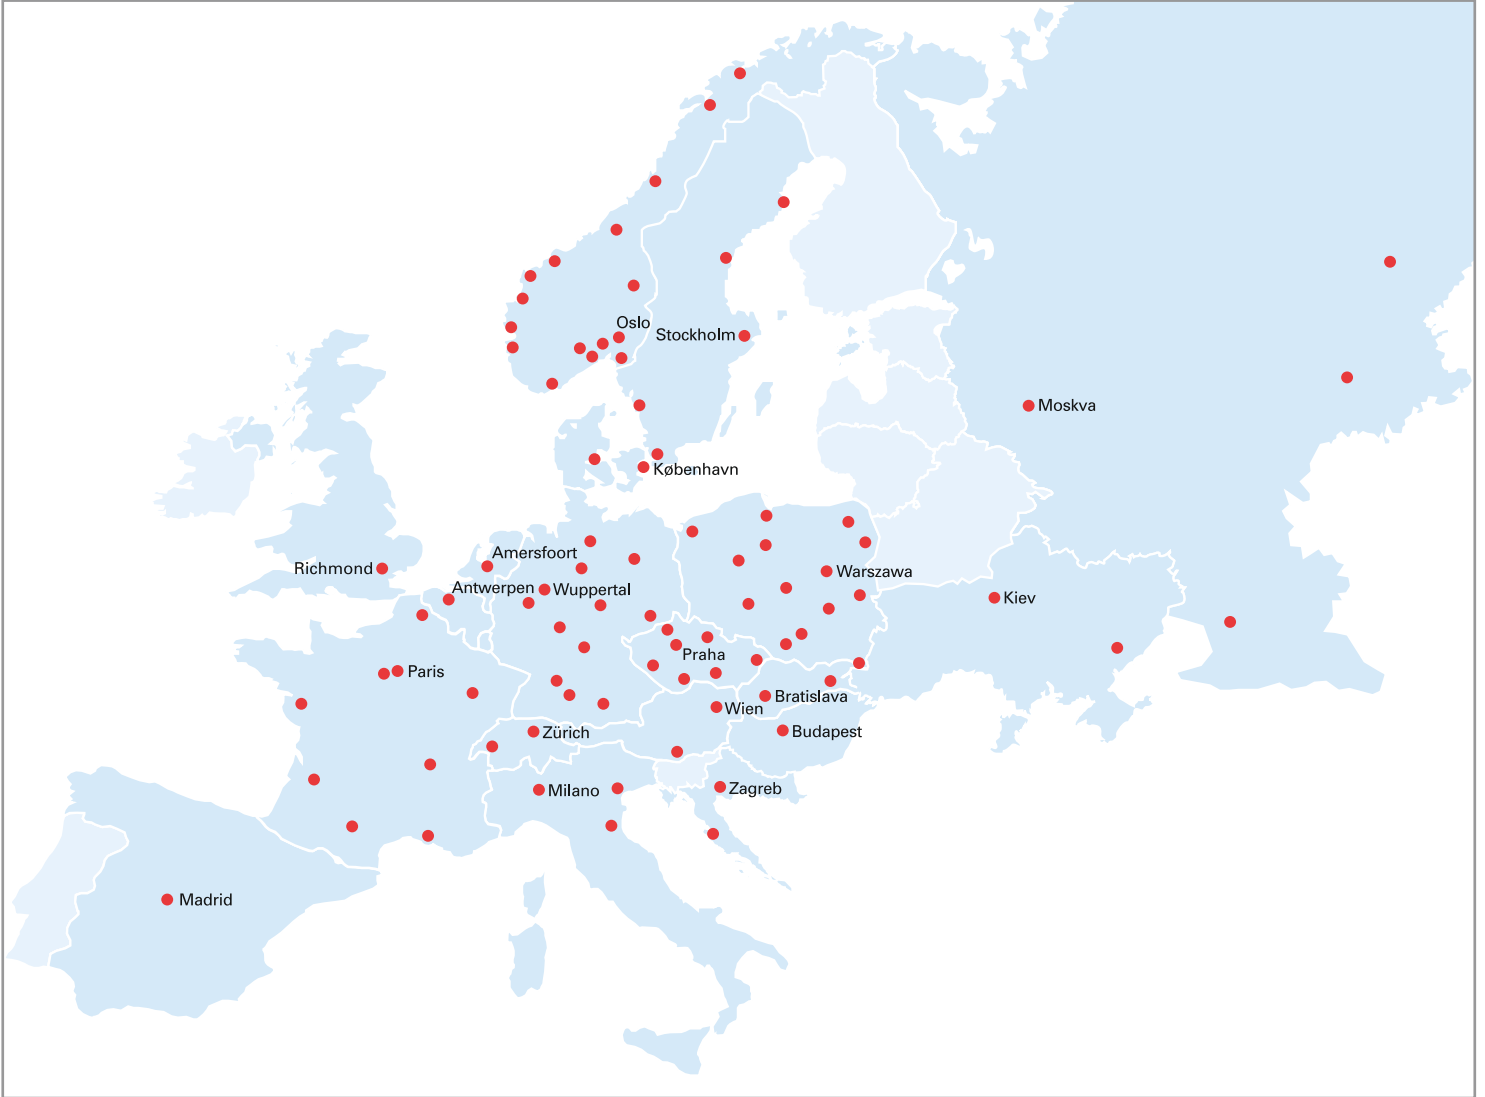 Oslo
Stockholm
Moskva
København
Amersfoort
Richmond
Warszawa
Antwerpen
Wuppertal
Kiev
Praha
Paris
Bratislava
Wien
Zürich
Budapest
Milano
Zagreb
Madrid